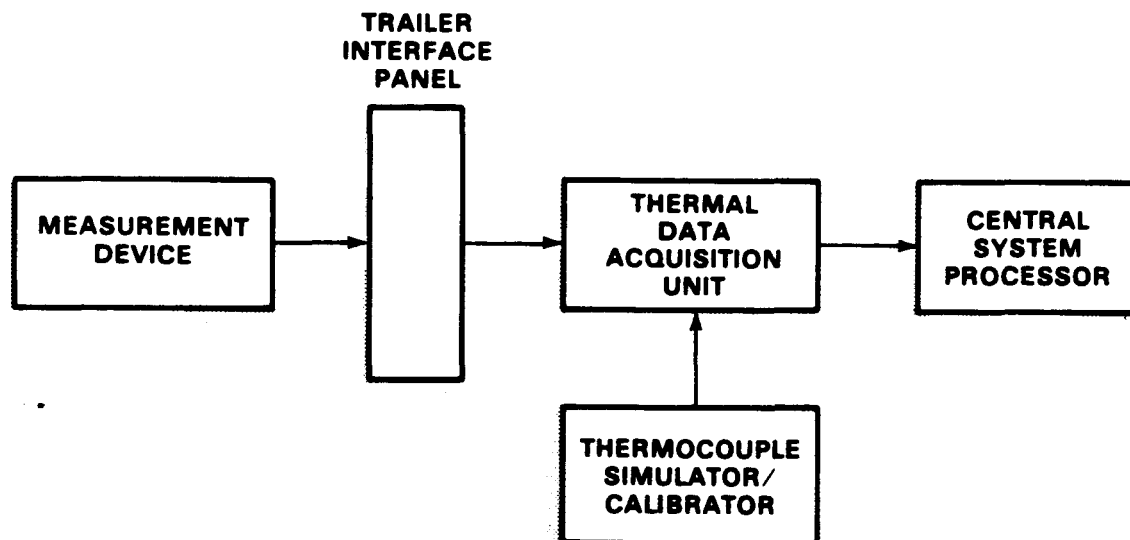 TRAILER
INTERFACE
PANEL
MEASUREMENT
DEVICE
THERMAL
DATA
ACQUISITION
UNIT
CENTRAL
SYSTEM
PROCESSOR
THERMOCOUPLE
SIMULATOR/
CALIBRATOR